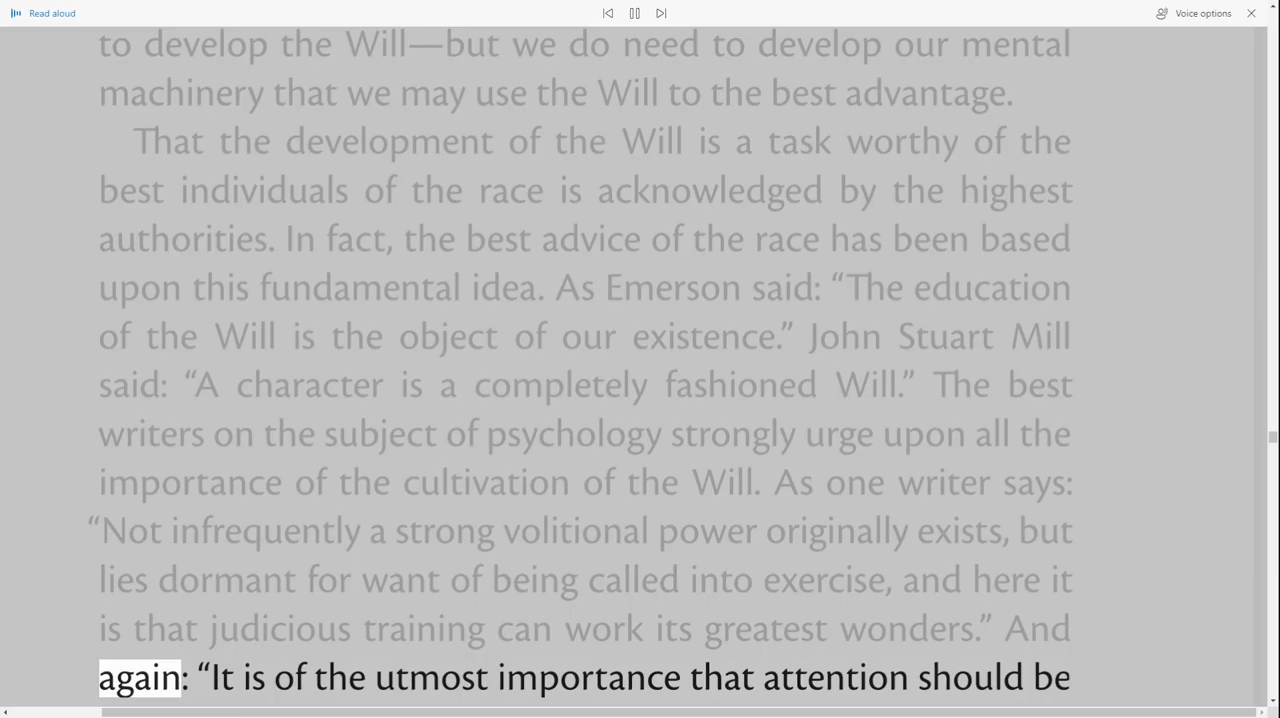 Read aloud
Voice options
to develop the Will—but we do need to develop our mental
machinery that we may use the Will to the best advantage.
That the development of the Will is a task worthy of the
best individuals of the race is acknowledged by the highest
authorities. In fact, the best advice of the race has been based
upon this fundamental idea. As Emerson said: “The education
of the Will is the object of our existence.” John Stuart Mill
said: “A character is a completely fashioned Will.” The best
writers on the subject of psychology strongly urge upon all the
importance of the cultivation of the Will. As one writer says:
“Not infrequently a strong volitional power originally exists, but
lies dormant for want of being called into exercise, and here it
is that judicious training can work its greatest wonders.” And
again: “It is of the utmost importance that attention should be